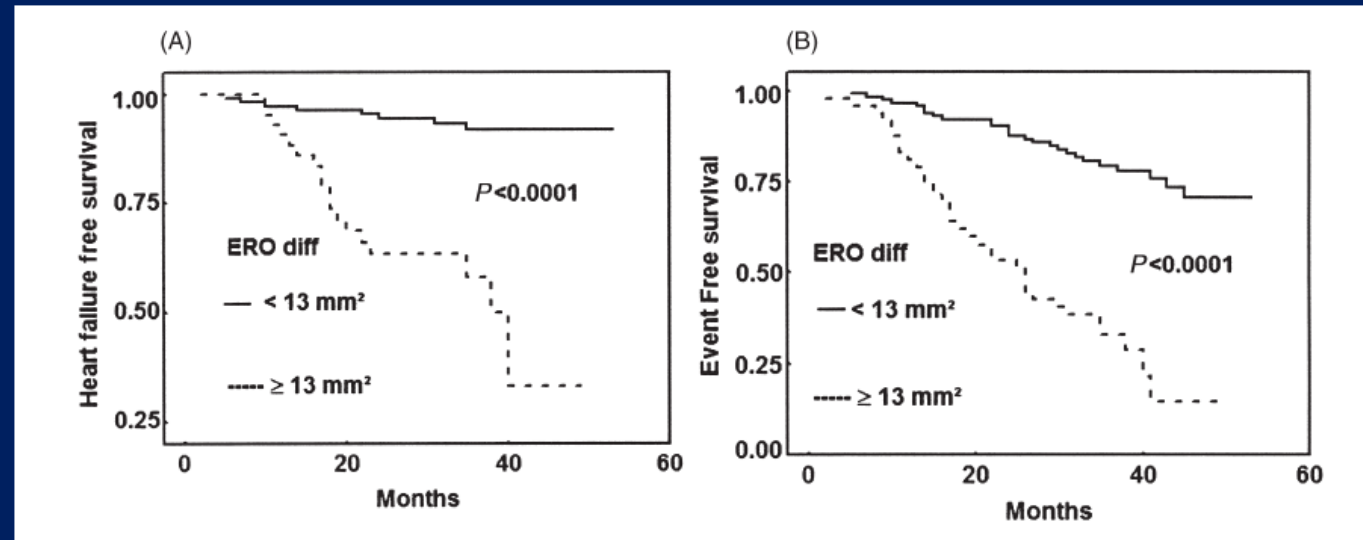 (A)
1.00
0.75
0.50
0.25
Heart failure free survival
P<0.0001
ERO diff
< 13 mm²
≥ 13 mm²
0 20 40 60
Months
(B)
1.00
0.75
0.50
0.25
0.00
Event Free survival
ERO diff
P<0.0001
< 13 mm²
≥ 13 mm²
0 20 40 60
Months